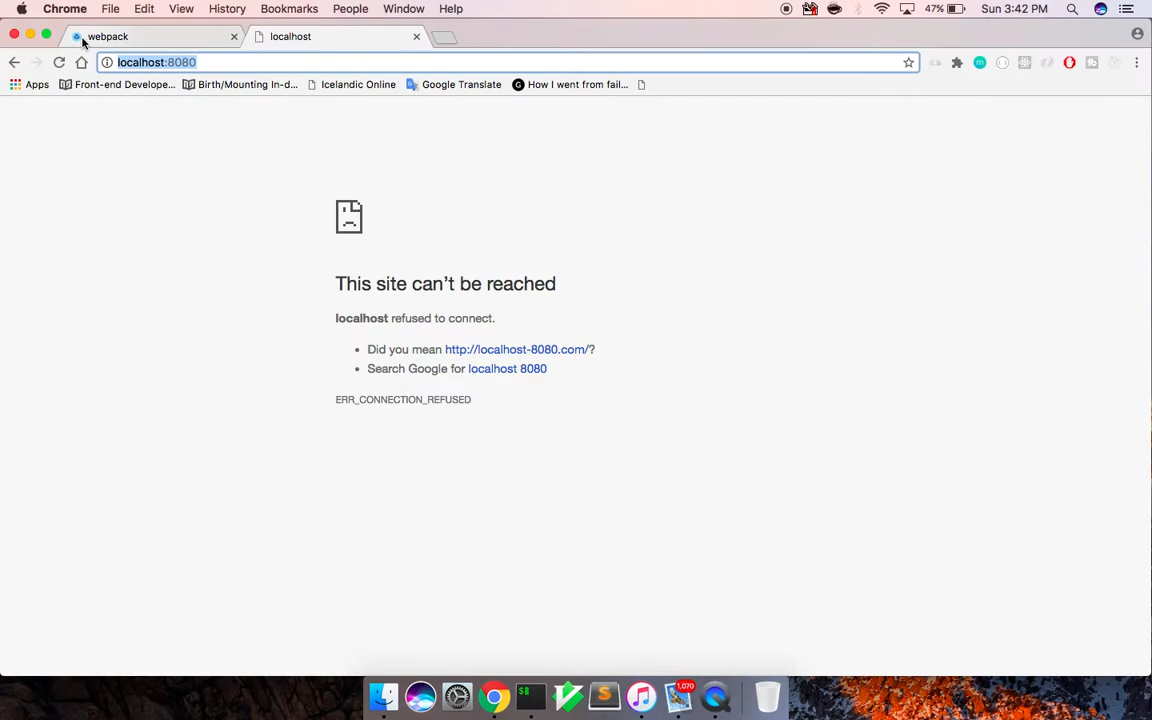 Chrome File Edit View History Bookmarks People Window Help 47% Sun 3:42 PM
webpack localhost
localhost:8080
Apps Front-end Develope... Birth/Mounting In-d... Icelandic Online Google Translate G How I went from fail...
This site can't be reached
localhost refused to connect.
• Did you mean http://localhost-8080.com/?
• Search Google for localhost 8080
ERR_CONNECTION_REFUSED
1,070